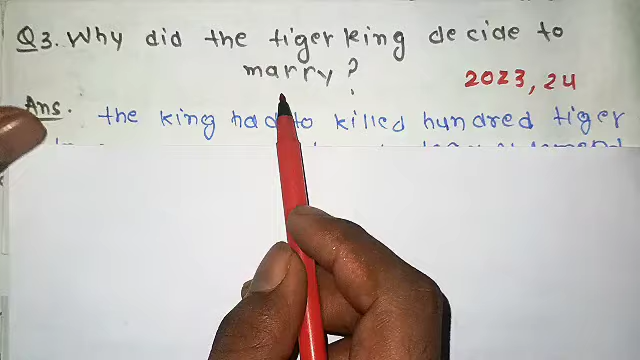 Q3. Why did the tiger king decide to
marry?
2023, 24
Ans. the king had to killed hundred tiger